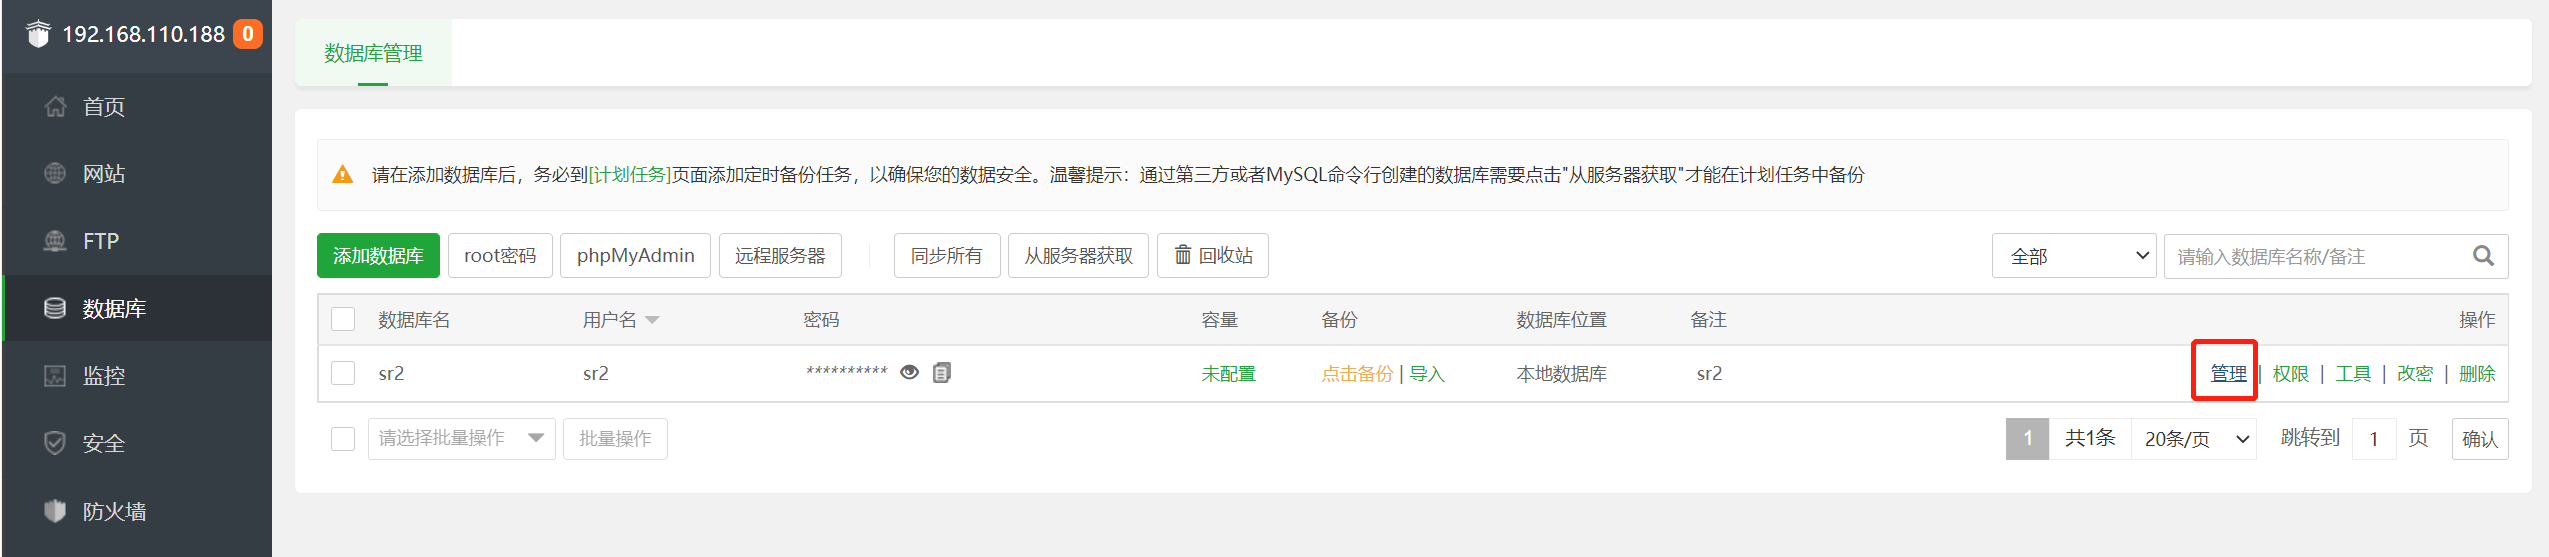 192.168.110.188 0
首页
网站
FTP
数据库
监控
安全
防火墙
数据库管理
请在添加数据库后，务必到[计划任务]页面添加定时备份任务，以确保您的数据安全。温馨提示：通过第三方或者MySQL命令行创建的数据库需要点击"从服务器获取"才能在计划任务中备份
添加数据库 root密码 phpMyAdmin 远程服务器 同步所有 从服务器获取 回收站 全部 请输入数据库名称/备注
数据库名 用户名 密码 容量 备份 数据库位置 备注 操作
sr2 sr2 ********** 未配置 点击备份 | 导入 本地数据库 sr2 管理 | 权限 | 工具 | 改密 | 删除
请选择批量操作 批量操作 1 共1条 20条/页 跳转到 1 页 确认